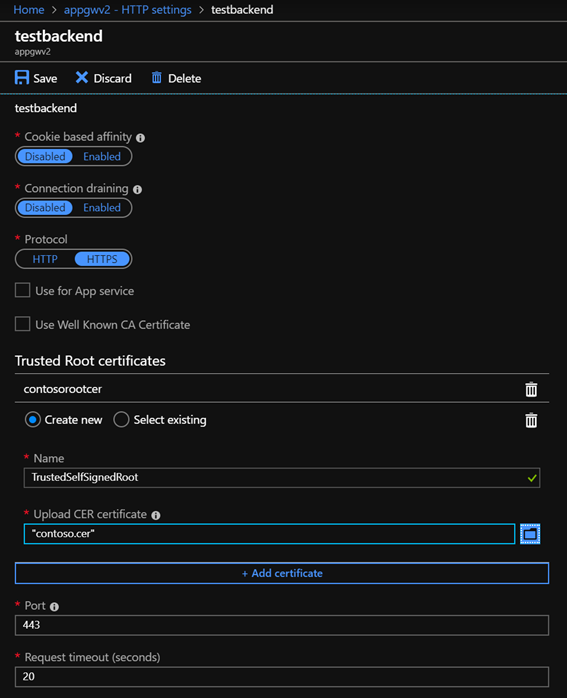 Home > appgwv2 - HTTP settings > testbackend
testbackend
appgwv2
Save Discard Delete
testbackend
* Cookie based affinity
Disabled Enabled
* Connection draining
Disabled Enabled
* Protocol
HTTP HTTPS
Use for App service
Use Well Known CA Certificate
Trusted Root certificates
contosorootcer
Create new Select existing
* Name
TrustedSelfSignedRoot
* Upload CER certificate
"contoso.cer"
+ Add certificate
* Port
443
* Request timeout (seconds)
20